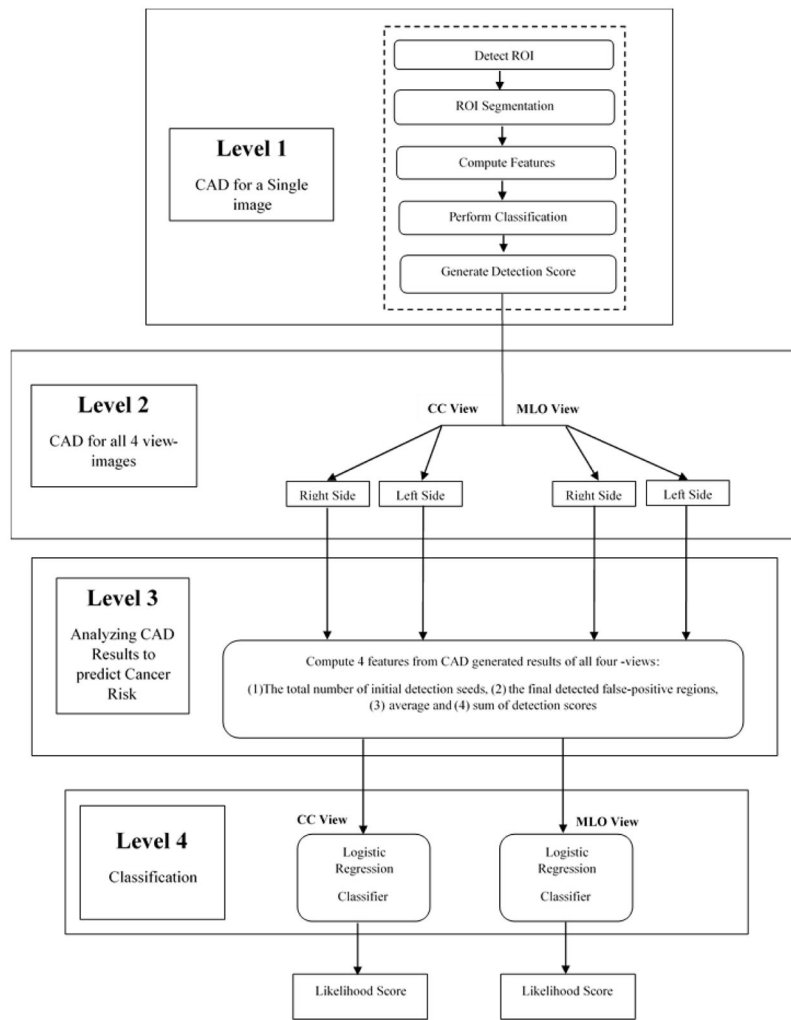 Level 1
CAD for a Single
image
Detect ROI
ROI Segmentation
Compute Features
Perform Classification
Generate Detection Score
Level 2
CAD for all 4 view-
images
CC View
MLO View
Right Side
Left Side
Right Side
Left Side
Level 3
Analyzing CAD
Results to
predict Cancer
Risk
Compute 4 features from CAD generated results of all four -views:
(1)The total number of initial detection seeds, (2) the final detected false-positive regions,
(3) average and (4) sum of detection scores
Level 4
Classification
CC View
Logistic
Regression
Classifier
MLO View
Logistic
Regression
Classifier
Likelihood Score
Likelihood Score